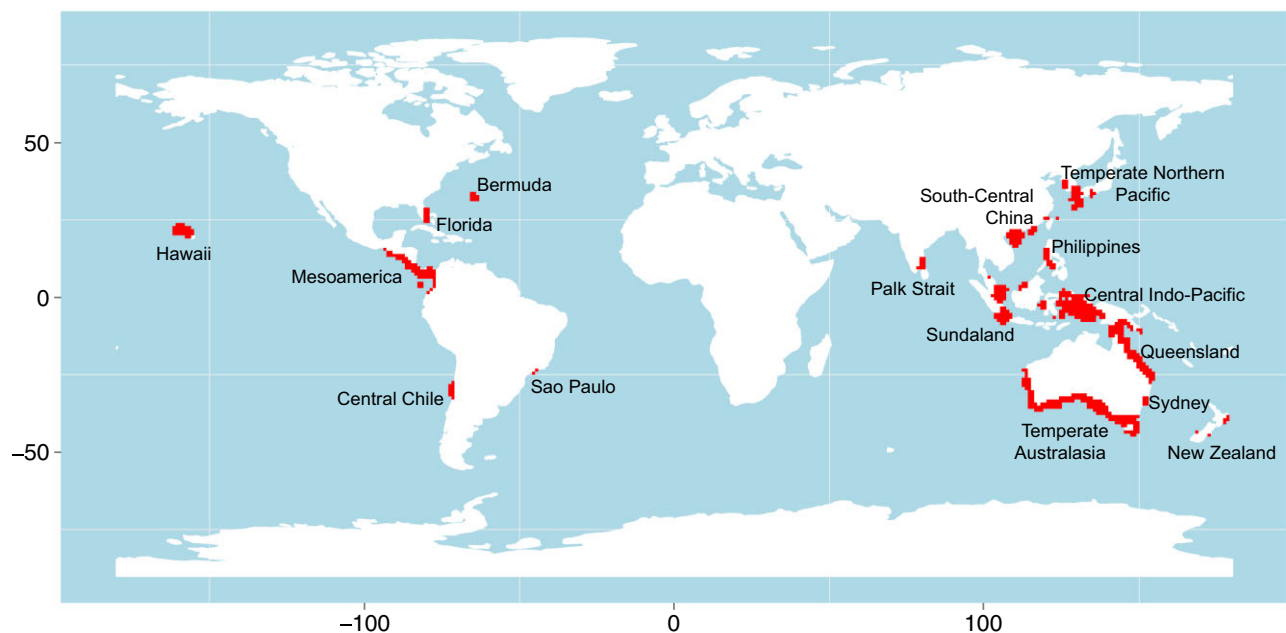 50
0
−50
−100
0
100
Bermuda
Temperate Northern
Pacific
South-Central
China
Florida
Hawaii
Philippines
Mesoamerica
Palk Strait
Central Indo-Pacific
Sundaland
Queensland
Sao Paulo
Central Chile
Sydney
Temperate
Australasia
New Zealand